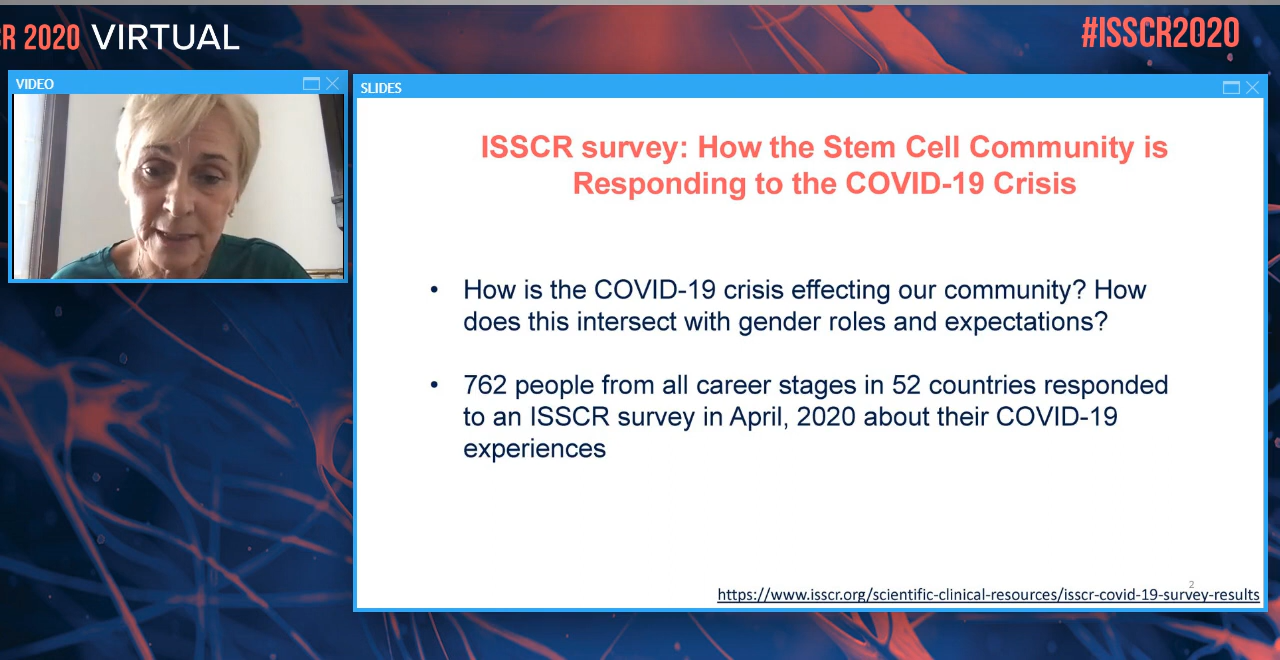 R 2020 VIRTUAL
#ISSCR2020
VIDEO
SLIDES
ISSCR survey: How the Stem Cell Community is
Responding to the COVID-19 Crisis
• How is the COVID-19 crisis effecting our community? How
does this intersect with gender roles and expectations?
• 762 people from all career stages in 52 countries responded
to an ISSCR survey in April, 2020 about their COVID-19
experiences
2
https://www.isscr.org/scientific-clinical-resources/isscr-covid-19-survey-results